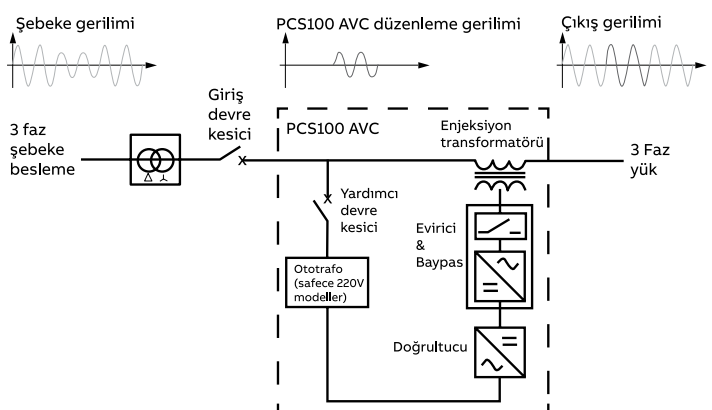 Şebeke gerilimi
PCS100 AVC düzenleme gerilimi
Çıkış gerilimi
3 faz
şebeke
besleme
Giriş
devre
kesici
PCS100 AVC
Enjeksiyon
transformatörü
3 Faz
yük
Yardımcı
devre
kesici
Evirici
&
Baypas
Ototrafo
(safece 220V
modeller)
Doğrultucu